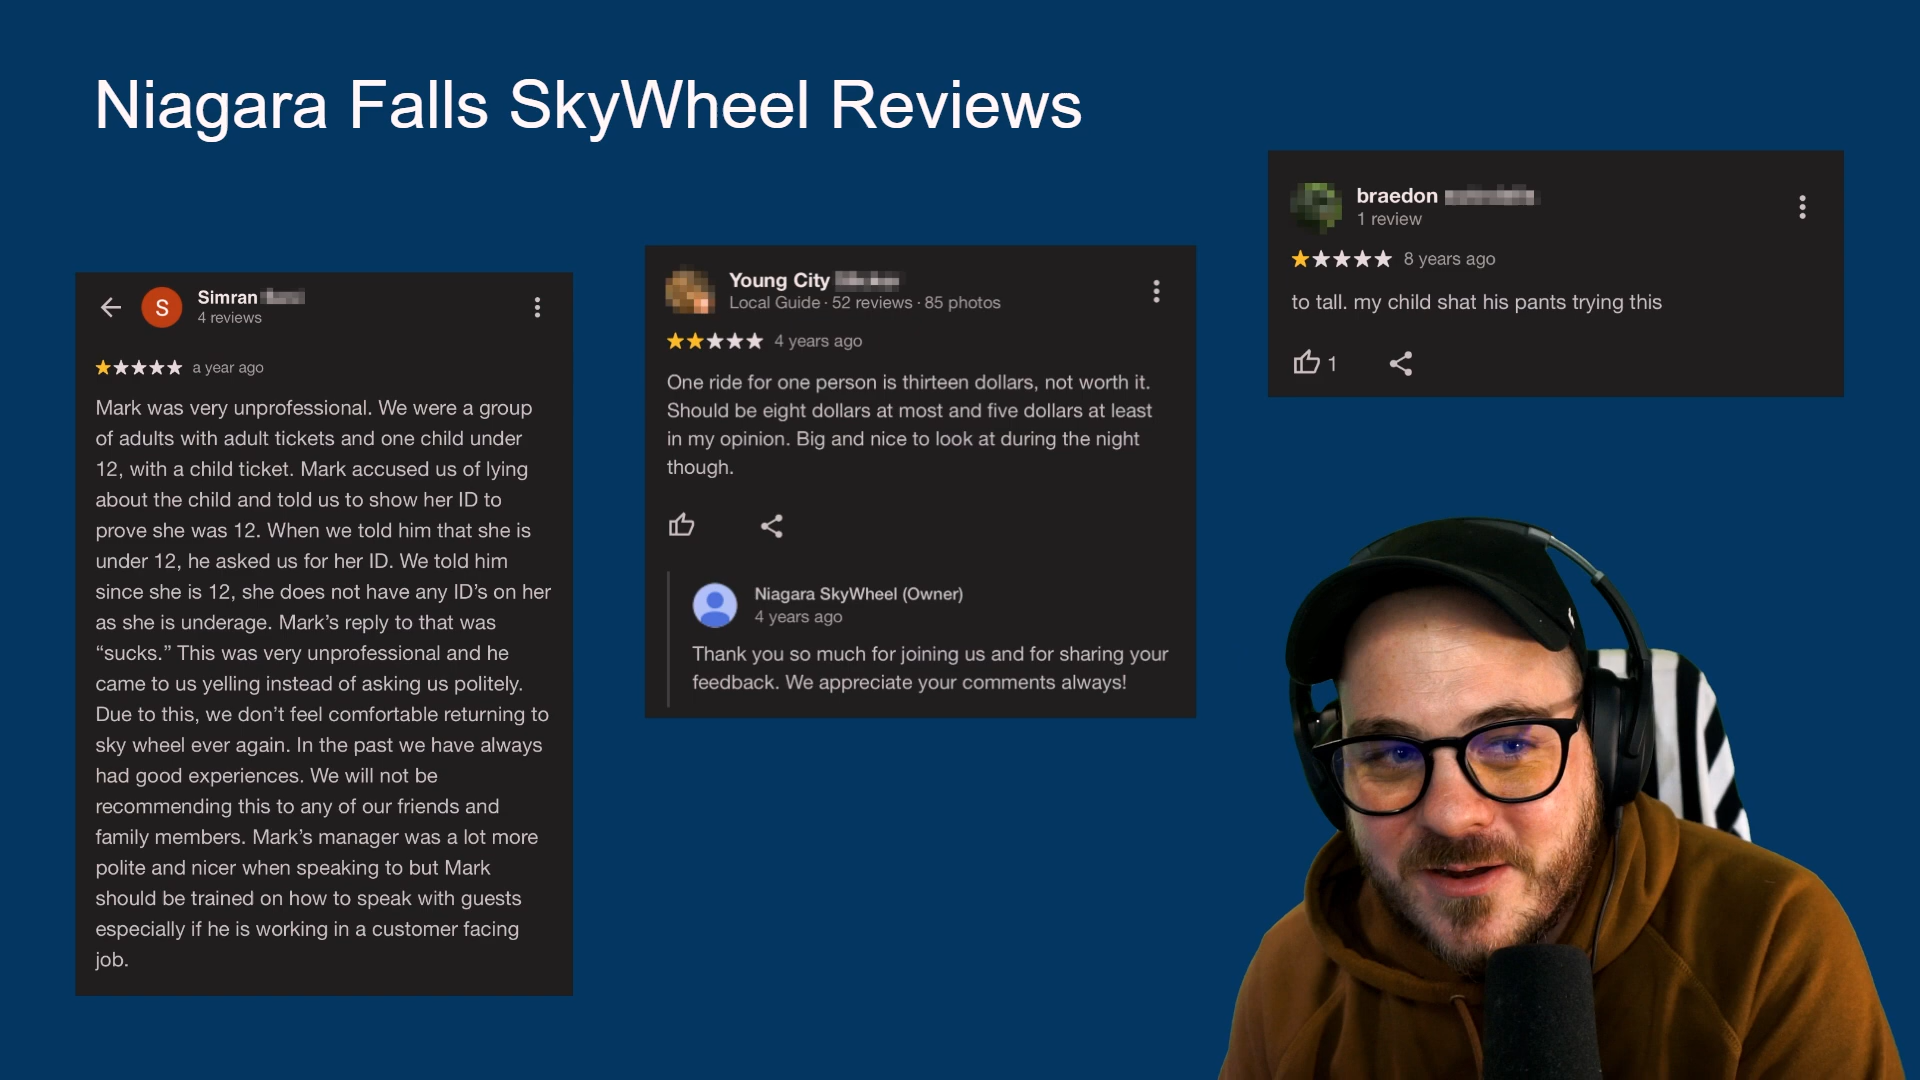 Niagara Falls SkyWheel Reviews
S
Simran
4 reviews
a year ago
Mark was very unprofessional. We were a group
of adults with adult tickets and one child under
12, with a child ticket. Mark accused us of lying
about the child and told us to show her ID to
prove she was 12. When we told him that she is
under 12, he asked us for her ID. We told him
since she is 12, she does not have any ID’s on her
as she is underage. Mark’s reply to that was
“sucks.” This was very unprofessional and he
came to us yelling instead of asking us politely.
Due to this, we don’t feel comfortable returning to
sky wheel ever again. In the past we have always
had good experiences. We will not be
recommending this to any of our friends and
family members. Mark’s manager was a lot more
polite and nicer when speaking to but Mark
should be trained on how to speak with guests
especially if he is working in a customer facing
job.
Young City
Local Guide · 52 reviews · 85 photos
4 years ago
One ride for one person is thirteen dollars, not worth it.
Should be eight dollars at most and five dollars at least
in my opinion. Big and nice to look at during the night
though.
Niagara SkyWheel (Owner)
4 years ago
Thank you so much for joining us and for sharing your
feedback. We appreciate your comments always!
braedon
1 review
8 years ago
to tall. my child shat his pants trying this
1